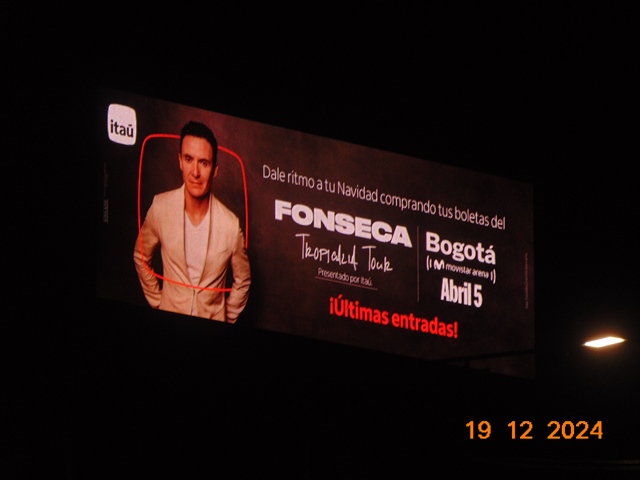 itaú
Dale ritmo a tu Navidad comprando tus boletas del
FONSECA
Tropicalia Tour
Presentado por Itaú.
Bogotá
movistar arena
Abril 5
¡Últimas entradas!
19 12 2024